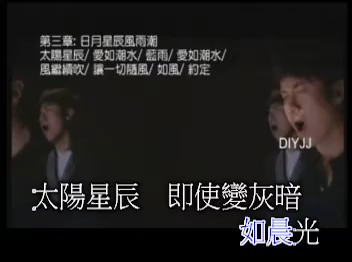 第三章: 日月星辰風雨潮
太陽星辰/ 愛如潮水/ 藍雨/ 愛如潮水/
風繼續吹/ 讓一切隨風/ 如風/ 約定
DIYJJ
太陽星辰 即使變灰暗
如晨光